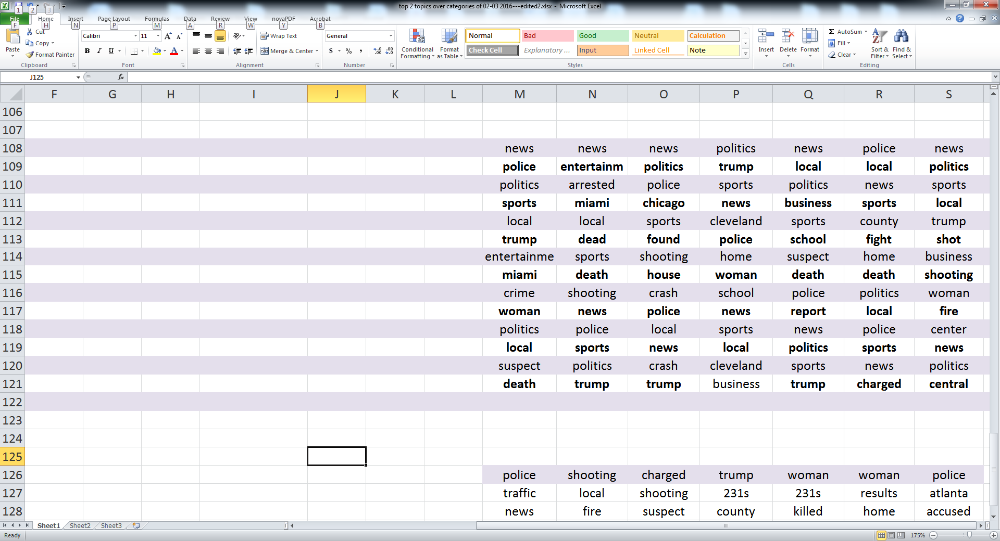 1 2 3 top 2 topics over categories of 02-03 2016---edited2.xlsx - Microsoft Excel
File Home Insert Page Layout Formulas Data Review View novaPDF Acrobat
F H N P M A R W Y B
Cut
Copy
Format Painter
Paste
Clipboard
Calibri 11 A A
B I U A
Font
Wrap Text
Merge & Center
Alignment
General
$ % , .00 .0
Number
Conditional Formatting
Format as Table
Normal Bad Good Neutral Calculation
Check Cell Explanatory ... Input Linked Cell Note
Styles
Insert Delete Format
Cells
Σ AutoSum
Fill
Clear
Sort & Filter
Find & Select
Editing
J125 fx
F G H I J K L M N O P Q R S
106
107
108 news news news politics news police news
109 police entertainm politics trump local local politics
110 politics arrested police sports politics news sports
111 sports miami chicago news business sports local
112 local local sports cleveland sports county trump
113 trump dead found police school fight shot
114 entertainme sports shooting home suspect home business
115 miami death house woman death death shooting
116 crime shooting crash school police politics woman
117 woman news police news report local fire
118 politics police local sports news police center
119 local sports news local politics sports news
120 suspect politics crash cleveland sports news politics
121 death trump trump business trump charged central
122
123
124
125
126 police shooting charged trump woman woman police
127 traffic local shooting 231s 231s results atlanta
128 news fire suspect county killed home accused
Sheet1 Sheet2 Sheet3
Ready 175%